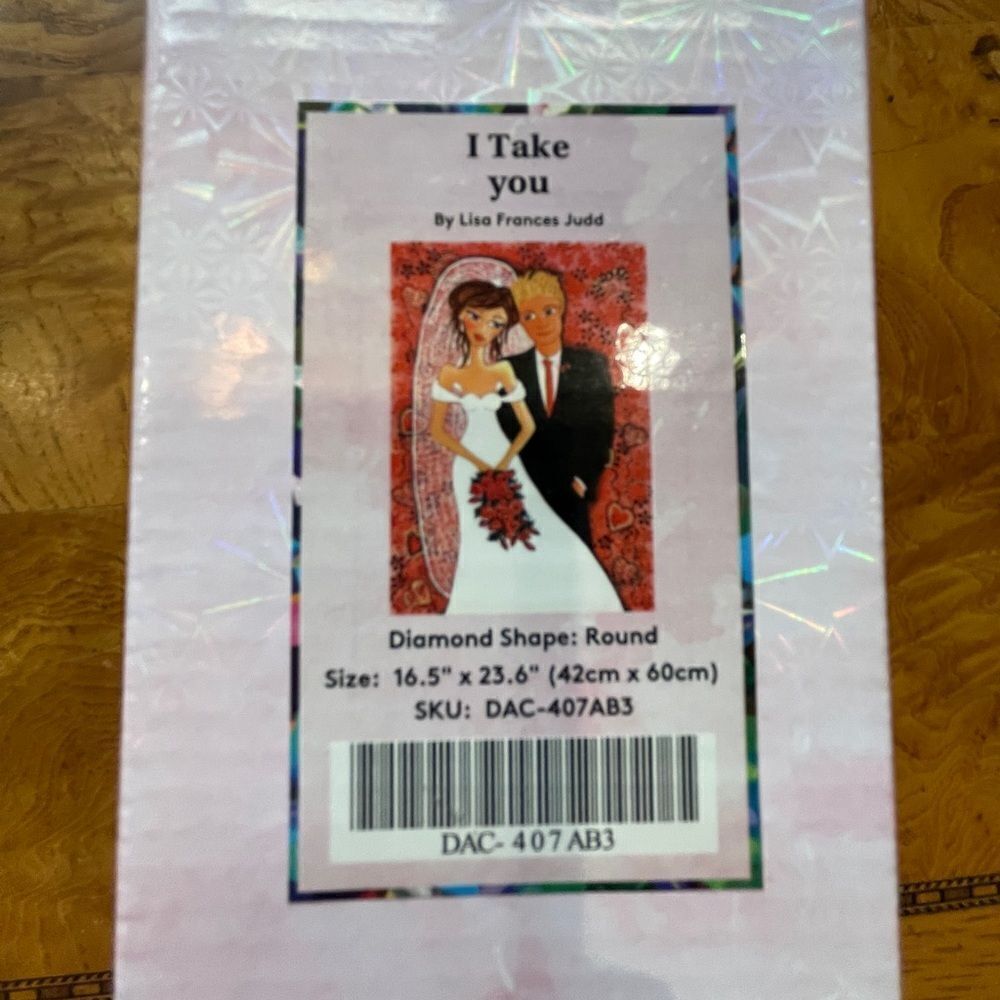 I Take
you
By Lisa Frances Judd
Diamond Shape: Round
Size: 16.5" x 23.6" (42cm x 60cm)
SKU: DAC-407AB3
DAC- 407AB3